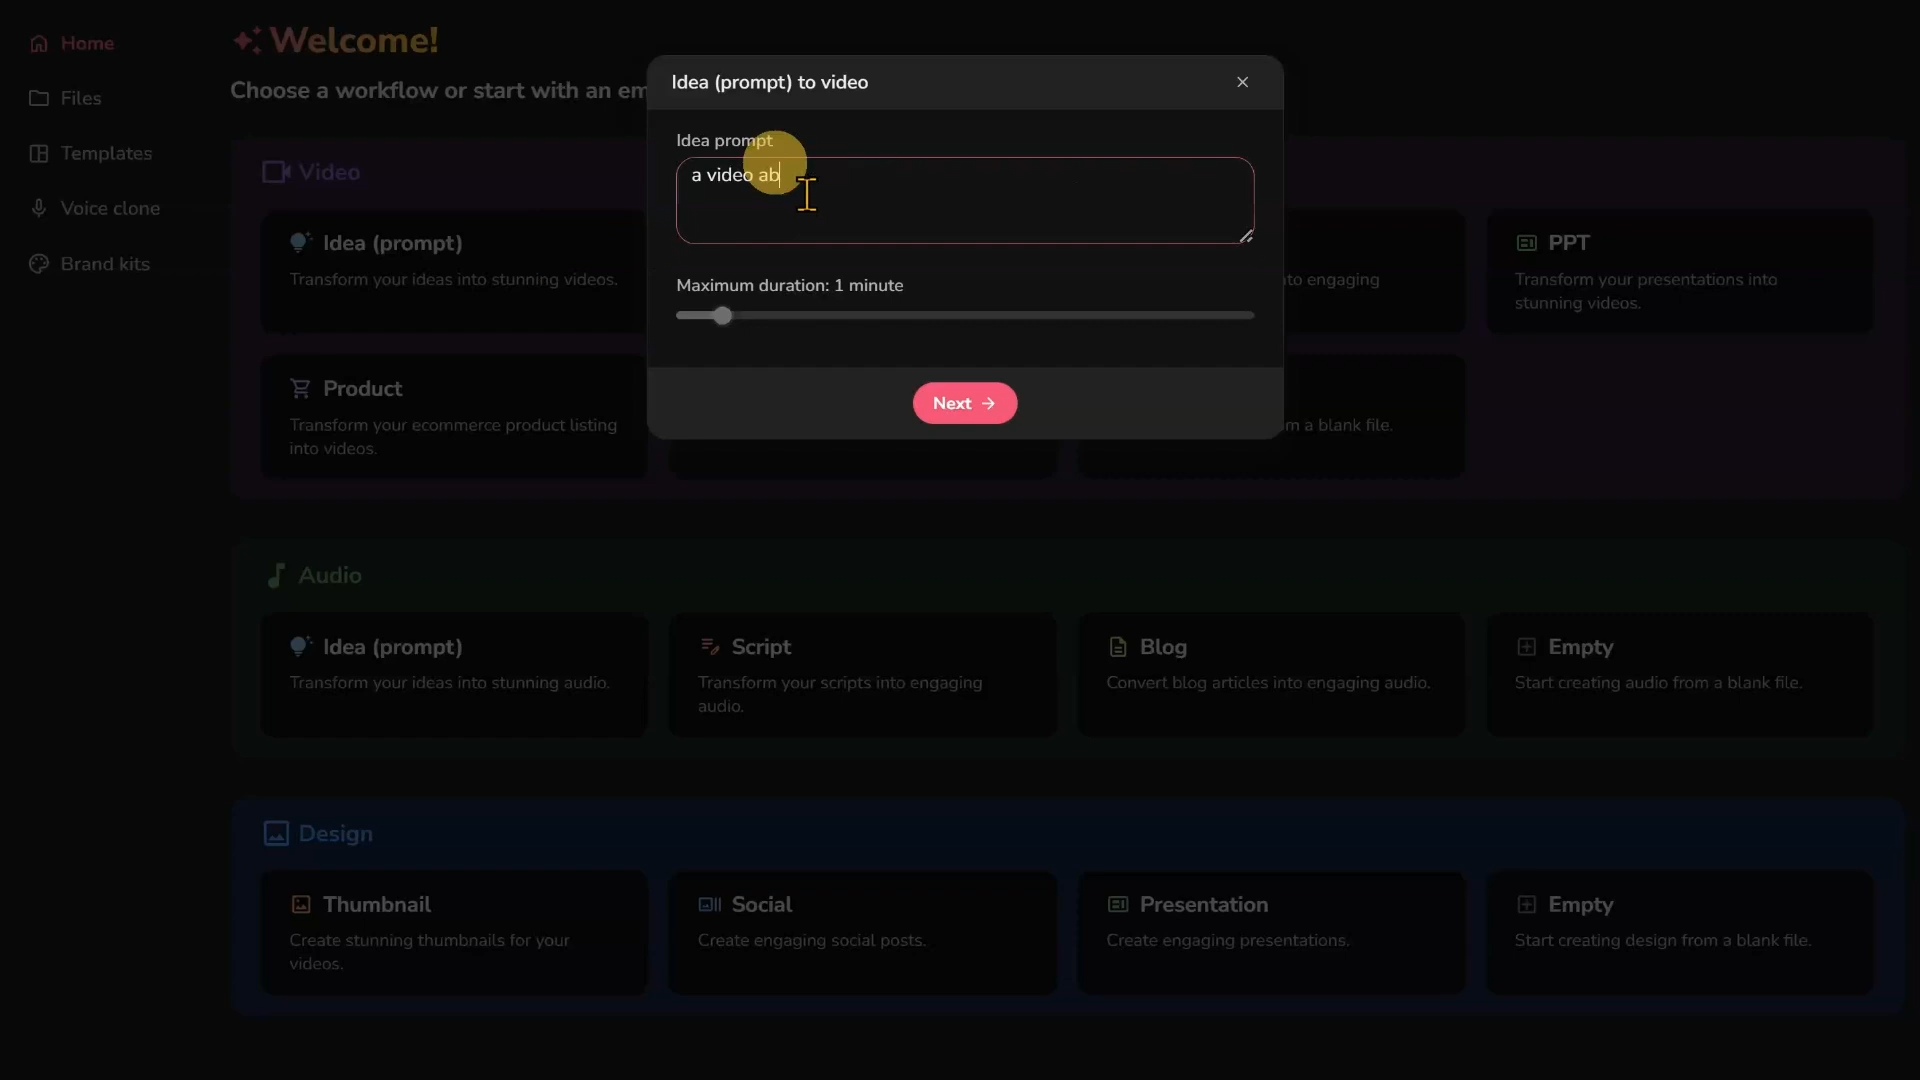 Home
Files
Templates
Voice clone
Brand kits
Welcome!
Choose a workflow or start with an em
Idea (prompt) to video
Idea prompt
a video ab
Maximum duration: 1 minute
Next
Video
Idea (prompt)
Transform your ideas into stunning videos.
to engaging
PPT
Transform your presentations into
stunning videos.
Product
Transform your ecommerce product listing
into videos.
m a blank file.
Audio
Idea (prompt)
Transform your ideas into stunning audio.
Script
Transform your scripts into engaging
audio.
Blog
Convert blog articles into engaging audio.
Empty
Start creating audio from a blank file.
Design
Thumbnail
Create stunning thumbnails for your
videos.
Social
Create engaging social posts.
Presentation
Create engaging presentations.
Empty
Start creating design from a blank file.